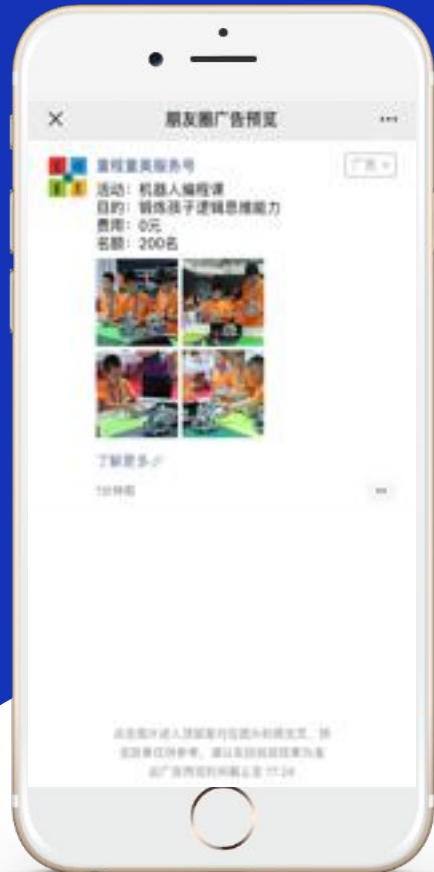 朋友圈广告预览
童程童美服务号
广告
活动：机器人编程课
目的：锻炼孩子逻辑思维能力
费用：0元
名额：200名
了解更多
1分钟前